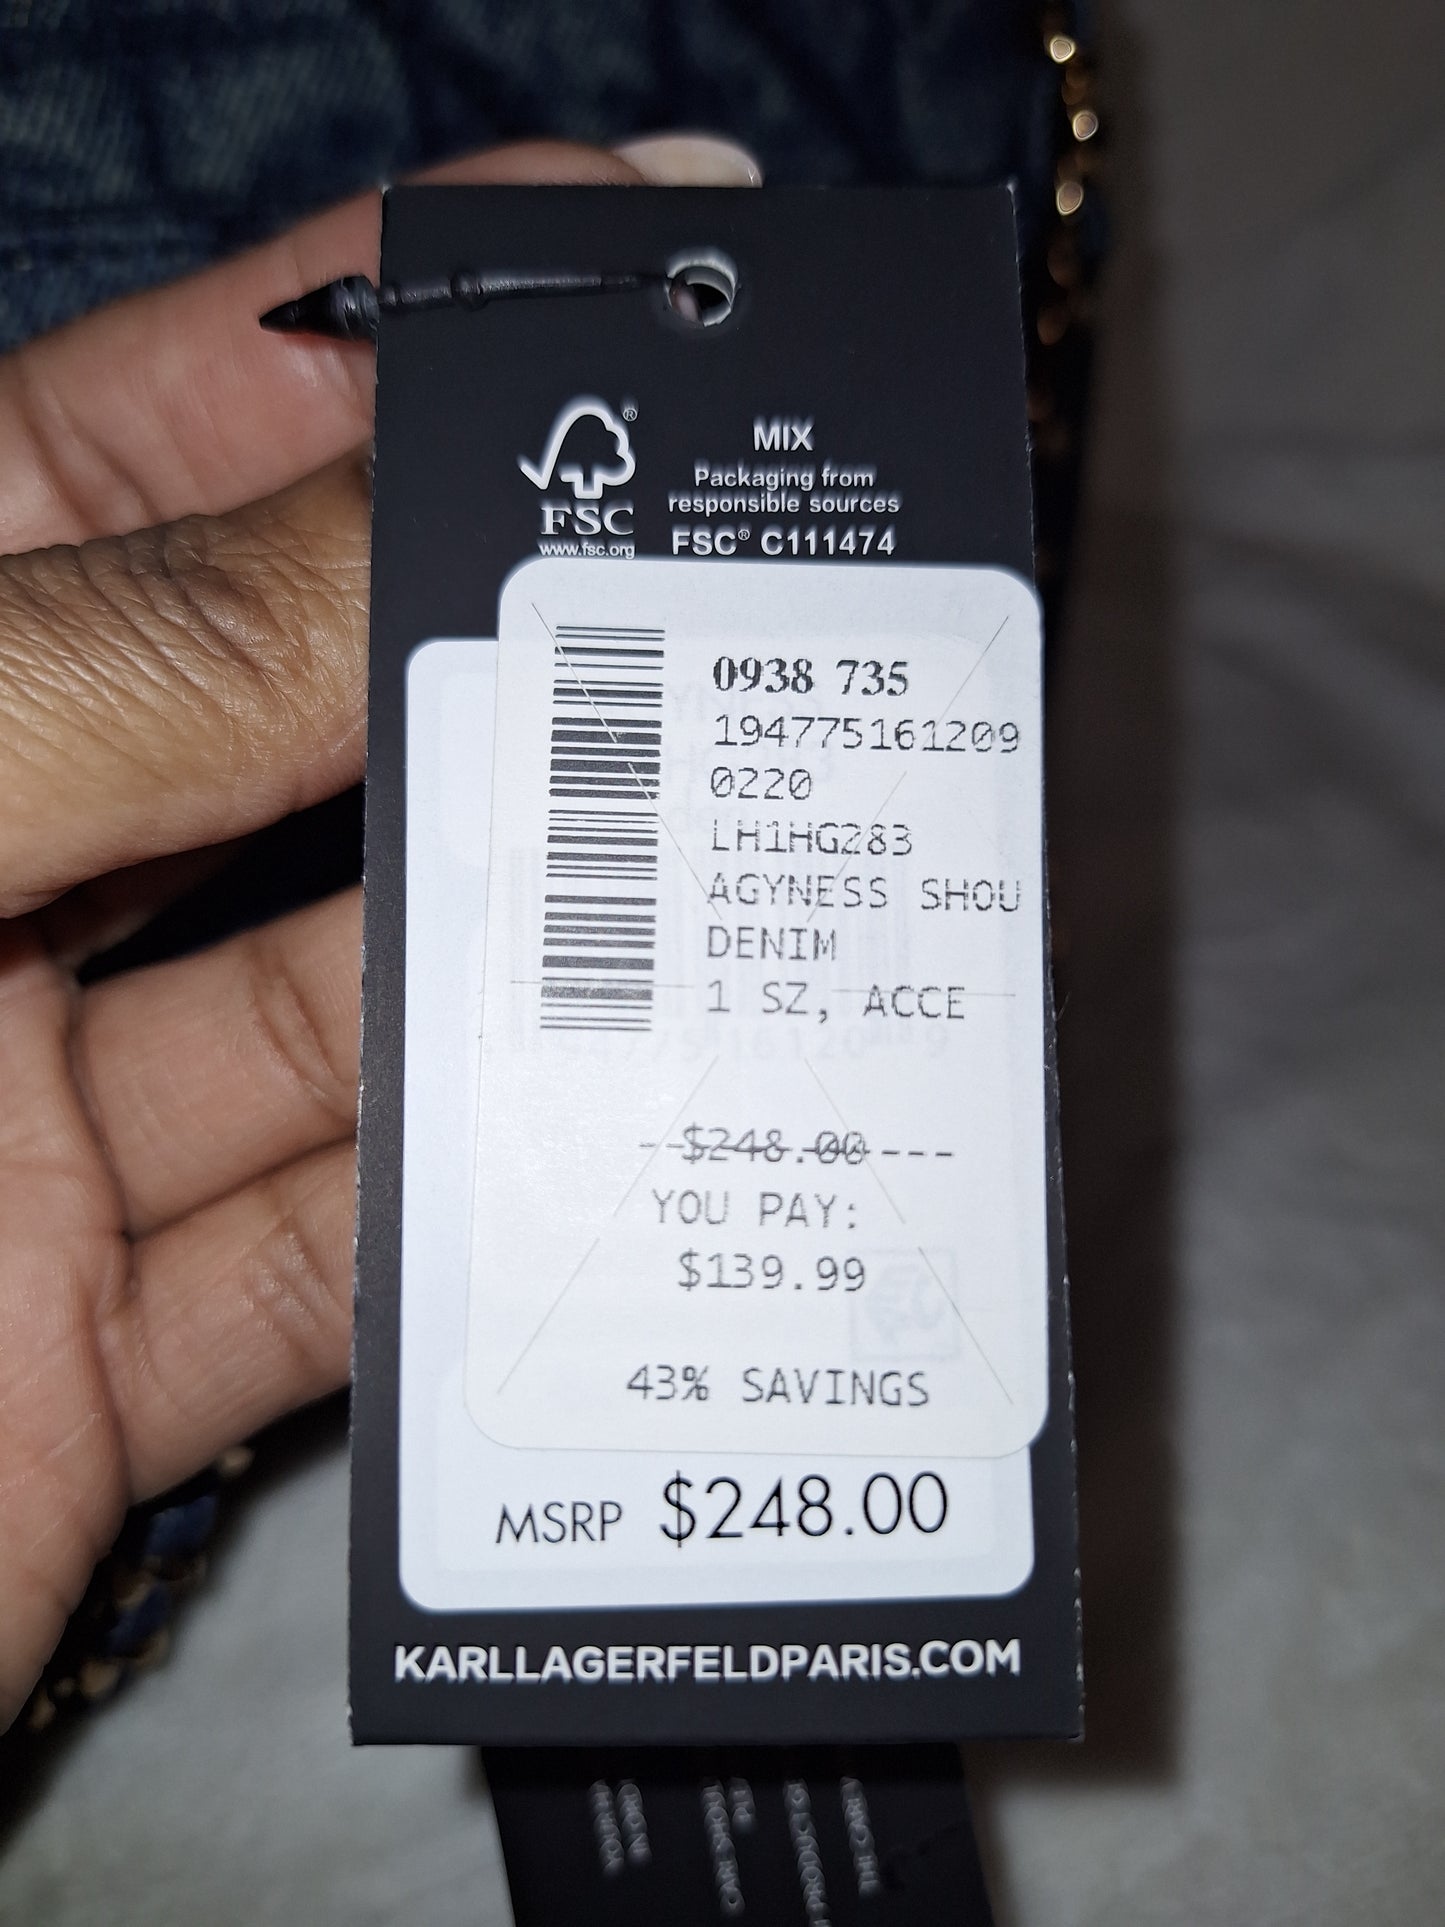 ®
FSC
www.fsc.org
MIX
Packaging from
responsible sources
FSC® C111474
0938 735
194775161209
0220
LH1HG283
AGYNESS SHOU
DENIM
1 SZ, ACCE
--$248.00---
YOU PAY:
$139.99
43% SAVINGS
MSRP $248.00
KARLLAGERFELDPARIS.COM